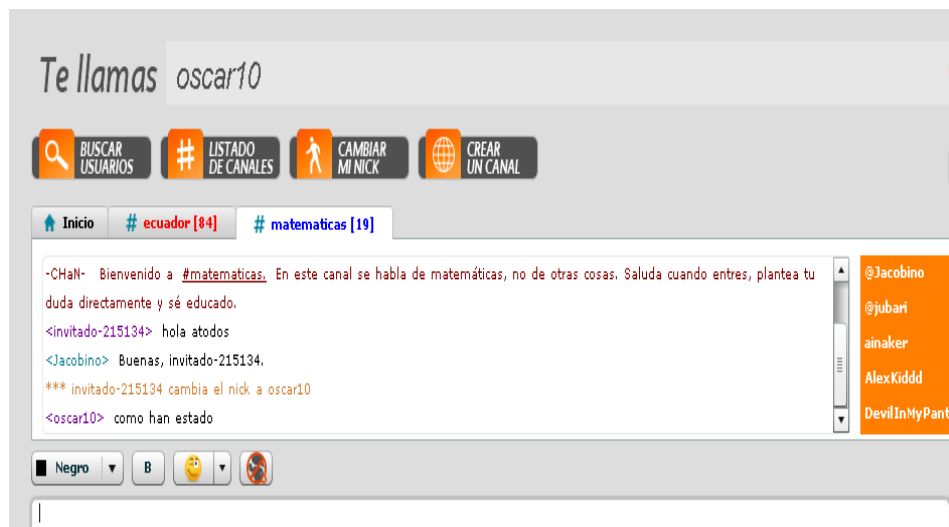 Te llamas oscar10
BUSCAR USUARIOS
LISTADO DE CANALES
CAMBIAR MI NICK
CREAR UN CANAL
Inicio # ecuador [84] # matematicas [19]
-CHaN- Bienvenido a #matematicas. En este canal se habla de matemáticas, no de otras cosas. Saluda cuando entres, plantea tu
duda directamente y sé educado.
<invitado-215134> hola atodos
<Jacobino> Buenas, invitado-215134.
*** invitado-215134 cambia el nick a oscar10
<oscar10> como han estado
@Jacobino
@jubari
ainaker
AlexKiddd
DevilInMyPant
Negro B